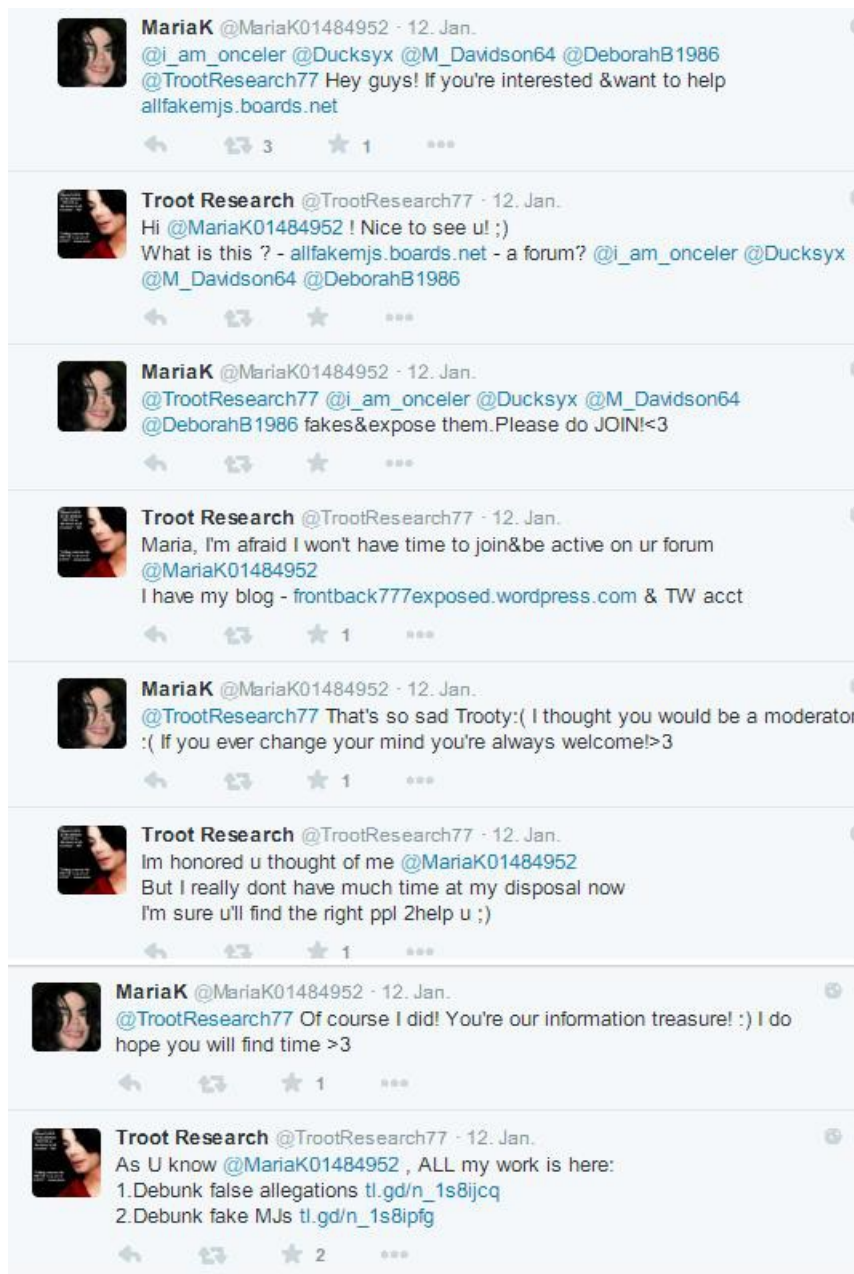 MariaK @MariaK01484952 · 12. Jan.
@i_am_onceler @Ducksyx @M_Davidson64 @DeborahB1986
@TrootResearch77 Hey guys! If you're interested &want to help
allfakemjs.boards.net
3 1
Troot Research @TrootResearch77 · 12. Jan.
Hi @MariaK01484952 ! Nice to see u! ;)
What is this ? - allfakemjs.boards.net - a forum? @i_am_onceler @Ducksyx
@M_Davidson64 @DeborahB1986
MariaK @MariaK01484952 · 12. Jan.
@TrootResearch77 @i_am_onceler @Ducksyx @M_Davidson64
@DeborahB1986 fakes&expose them.Please do JOIN!<3
Troot Research @TrootResearch77 · 12. Jan.
Maria, I'm afraid I won't have time to join&be active on ur forum
@MariaK01484952
I have my blog - frontback777exposed.wordpress.com & TW acct
1
MariaK @MariaK01484952 · 12. Jan.
@TrootResearch77 That's so sad Trooty:( I thought you would be a moderator
:( If you ever change your mind you're always welcome!>3
1
Troot Research @TrootResearch77 · 12. Jan.
Im honored u thought of me @MariaK01484952
But I really dont have much time at my disposal now
I'm sure u'll find the right ppl 2help u ;)
1
MariaK @MariaK01484952 · 12. Jan.
@TrootResearch77 Of course I did! You're our information treasure! :) I do
hope you will find time >3
1
Troot Research @TrootResearch77 · 12. Jan.
As U know @MariaK01484952 , ALL my work is here:
1.Debunk false allegations tl.gd/n_1s8ijcq
2.Debunk fake MJs tl.gd/n_1s8ipfg
2